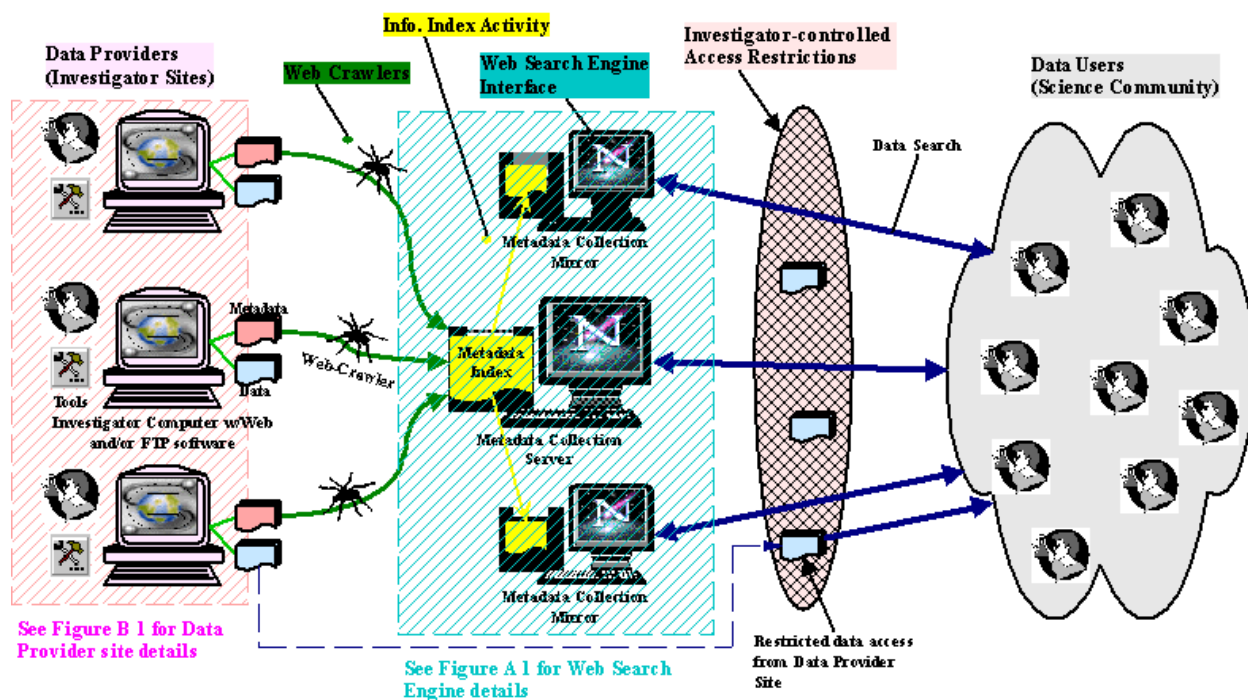 Data Providers
(Investigator Sites)
Web Crawlers
Info. Index Activity
Web Search Engine
Interface
Investigator-controlled
Access Restrictions
Data Users
(Science Community)
Data Search
Metadata Collection
Mirror
Metadata
Data
Web-Crawler
Metadata
Index
Tools
Investigator Computer w/Web
and/or FTP software
Metadata Collection
Server
Metadata Collection
Mirror
See Figure B 1 for Data
Provider site details
See Figure A 1 for Web Search
Engine details
Restricted data access
from Data Provider
Site
N
N
N